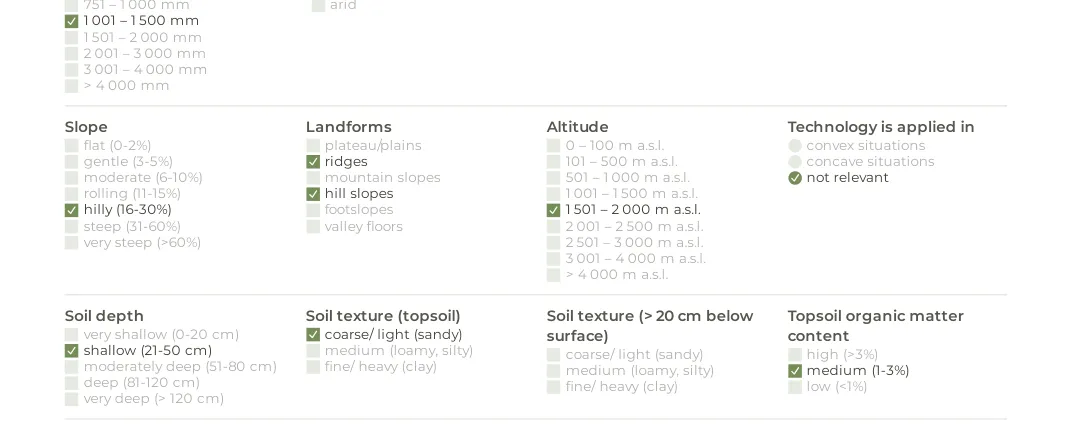 751 – 1 000 mm
arid
1 001 – 1 500 mm
1 501 – 2 000 mm
2 001 – 3 000 mm
3 001 – 4 000 mm
> 4 000 mm
Slope
flat (0-2%)
gentle (3-5%)
moderate (6-10%)
rolling (11-15%)
hilly (16-30%)
steep (31-60%)
very steep (>60%)
Landforms
plateau/plains
ridges
mountain slopes
hill slopes
footslopes
valley floors
Altitude
0 – 100 m a.s.l.
101 – 500 m a.s.l.
501 – 1 000 m a.s.l.
1 001 – 1 500 m a.s.l.
1 501 – 2 000 m a.s.l.
2 001 – 2 500 m a.s.l.
2 501 – 3 000 m a.s.l.
3 001 – 4 000 m a.s.l.
> 4 000 m a.s.l.
Technology is applied in
convex situations
concave situations
not relevant
Soil depth
very shallow (0-20 cm)
shallow (21-50 cm)
moderately deep (51-80 cm)
deep (81-120 cm)
very deep (> 120 cm)
Soil texture (topsoil)
coarse/ light (sandy)
medium (loamy, silty)
fine/ heavy (clay)
Soil texture (> 20 cm below
surface)
coarse/ light (sandy)
medium (loamy, silty)
fine/ heavy (clay)
Topsoil organic matter
content
high (>3%)
medium (1-3%)
low (<1%)